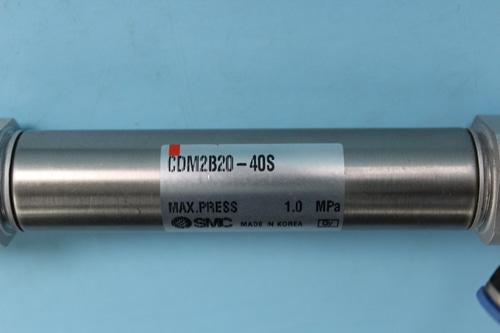 CDM2B20-40S
MAX.PRESS 1.0 MPa
SMC MADE IN KOREA